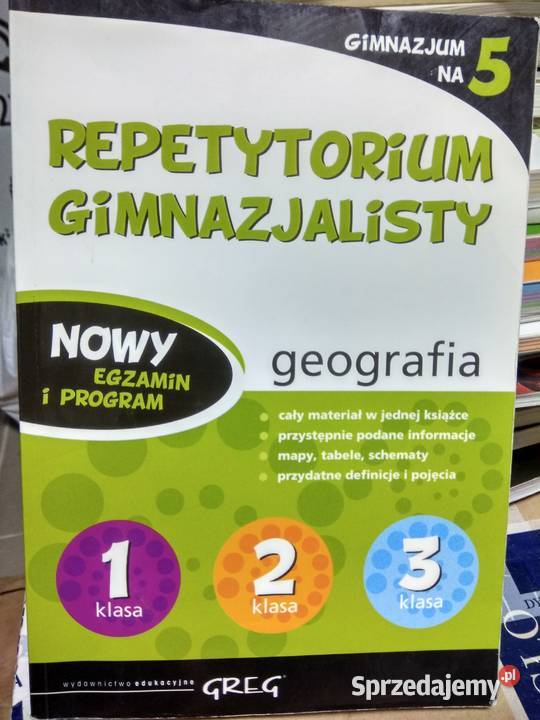 GiMNAZJUM
NA 5
REPETYTORiUM
GiMNAZJALiSTY
NOWY
EGZAMiN
i PROGRAM
geografia
cały materiał w jednej książce
przystępnie podane informacje
mapy, tabele, schematy
przydatne definicje i pojęcia
1
klasa
2
klasa
3
klasa
wydawnictwo edukacyjne GREG
Sprzedajemy.pl